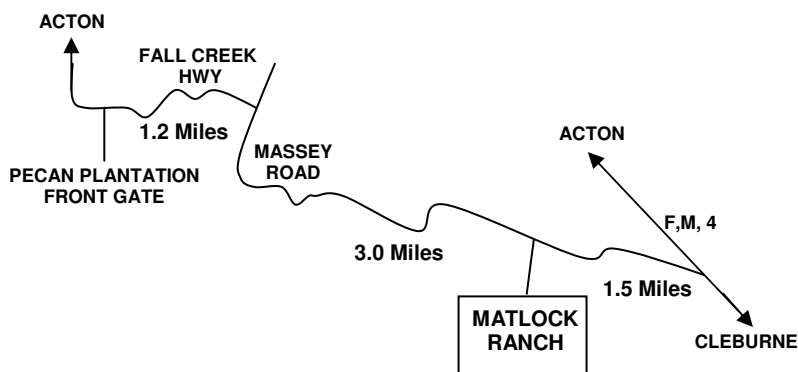 ACTON
FALL CREEK
HWY
1.2 Miles
PECAN PLANTATION
FRONT GATE
MASSEY
ROAD
ACTON
F,M, 4
3.0 Miles
1.5 Miles
MATLOCK
RANCH
CLEBURNE